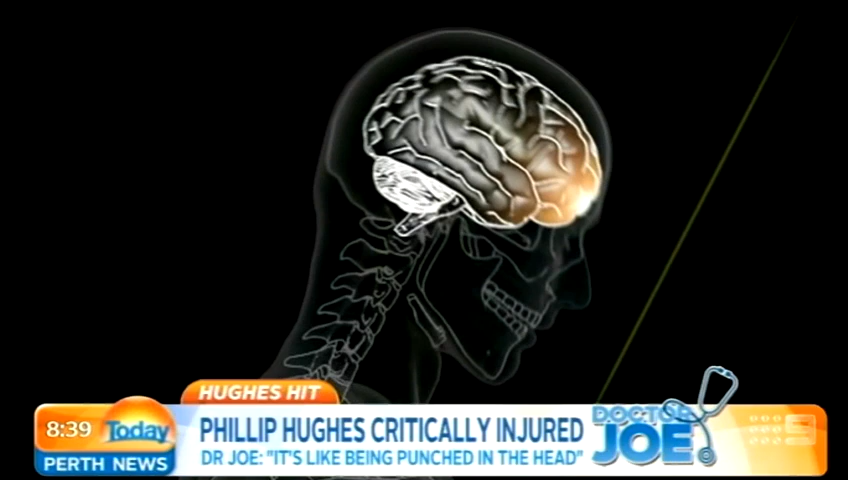 HUGHES HIT
8:39
Today
PERTH NEWS
PHILLIP HUGHES CRITICALLY INJURED
DR JOE: "IT'S LIKE BEING PUNCHED IN THE HEAD"
DOCTOR
JOE
9